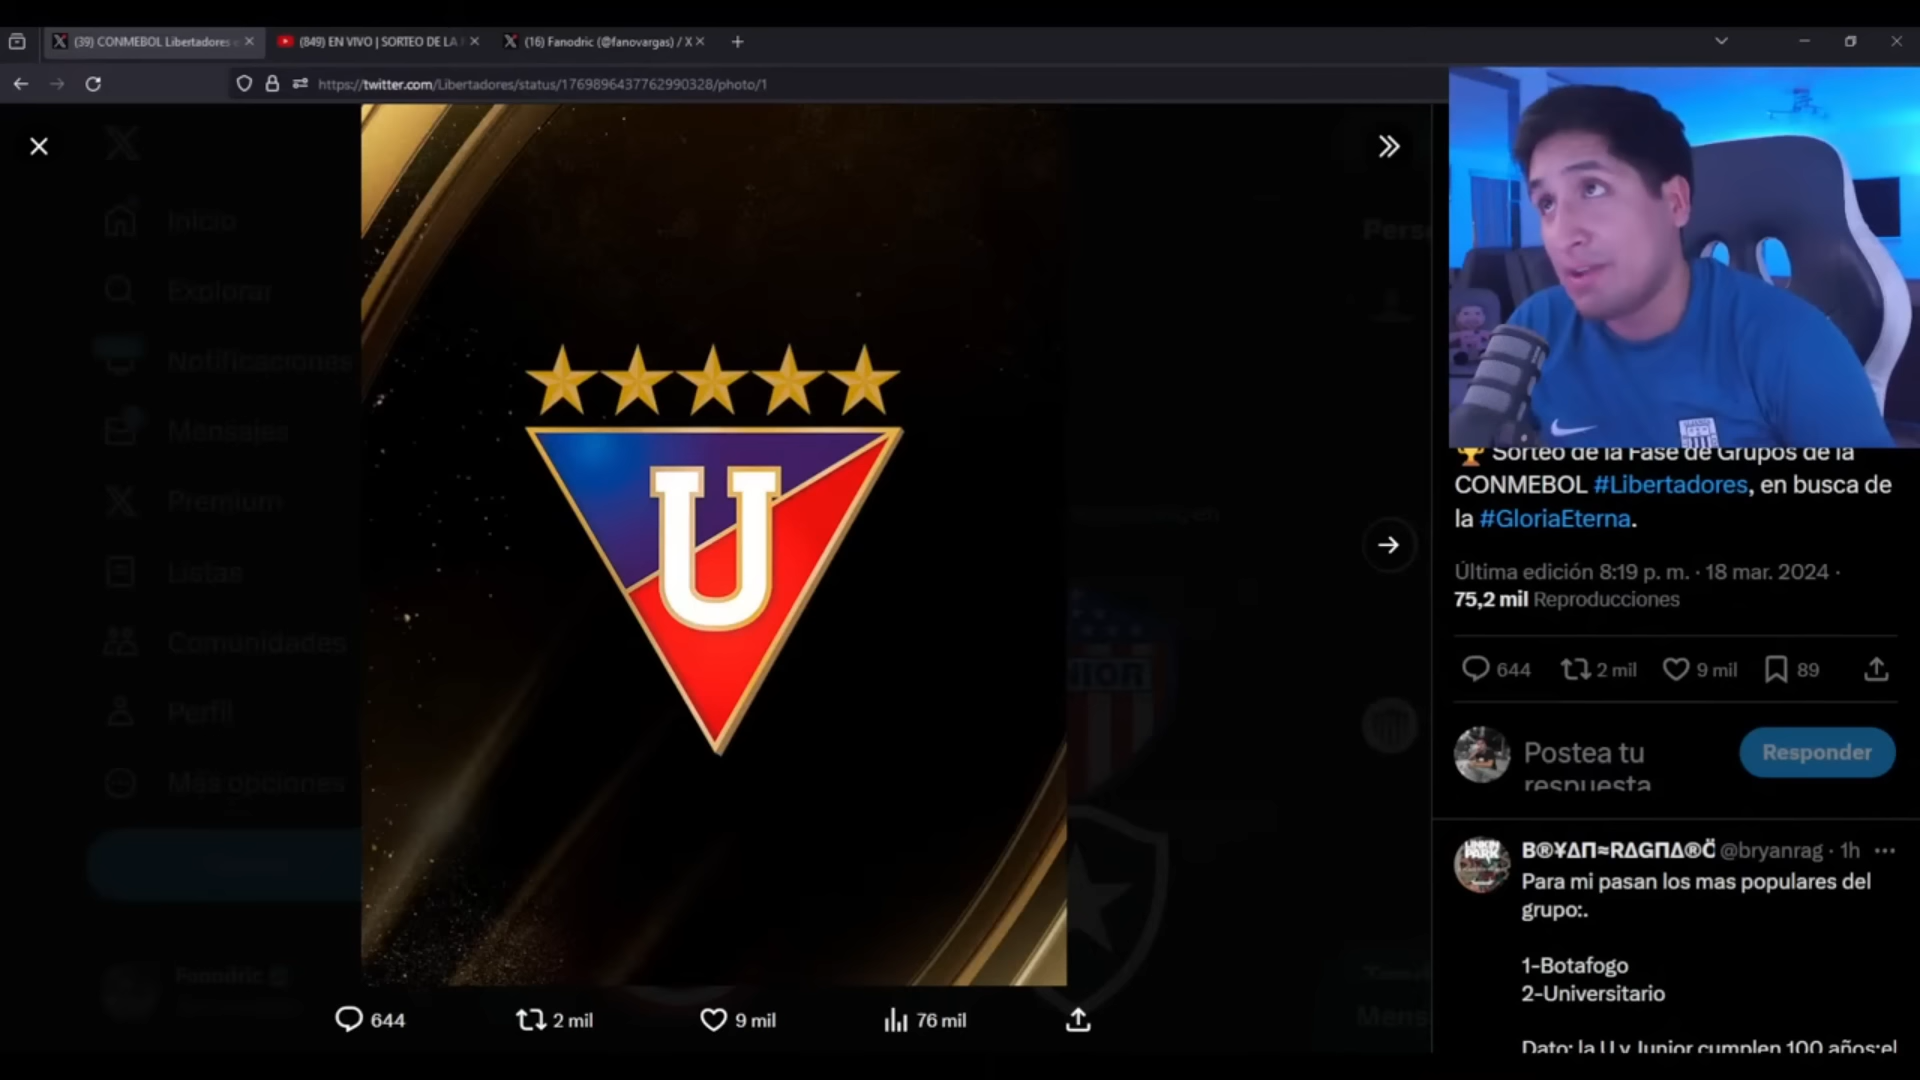 (39) CONMEBOL Libertadores e
(849) EN VIVO | SORTEO DE LA F
(16) Fanodric (@fanovargas) / X
https://twitter.com/Libertadores/status/1769896437762990328/photo/1
Inicio
Explorar
Notificaciones
Mensajes
Premium
Listas
Comunidades
Perfil
Más opciones
Fanodric
U
NIOR
Mens
644
2 mil
9 mil
76 mil
Sorteo de la Fase de Grupos de la
CONMEBOL #Libertadores, en busca de
la #GloriaEterna.
Última edición 8:19 p. m. · 18 mar. 2024 ·
75,2 mil Reproducciones
644
2 mil
9 mil
89
Postea tu
respuesta
Responder
LINKIN
PARK
B®¥ΔΠ≈RΔGΠΔ®Ö @bryanrag · 1h
Para mi pasan los mas populares del
grupo:.
1-Botafogo
2-Universitario
Dato: la U y Junior cumplen 100 años:el